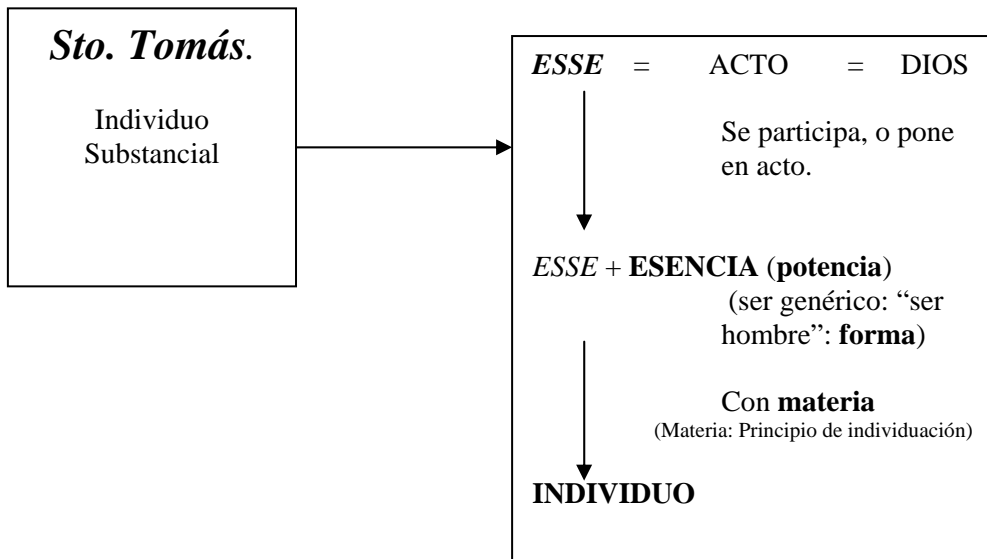 Sto. Tomás.
Individuo
Substancial
ESSE = ACTO = DIOS
Se participa, o pone
en acto.
ESSE + ESENCIA (potencia)
(ser genérico: “ser
hombre”: forma)
Con materia
(Materia: Principio de individuación)
INDIVIDUO